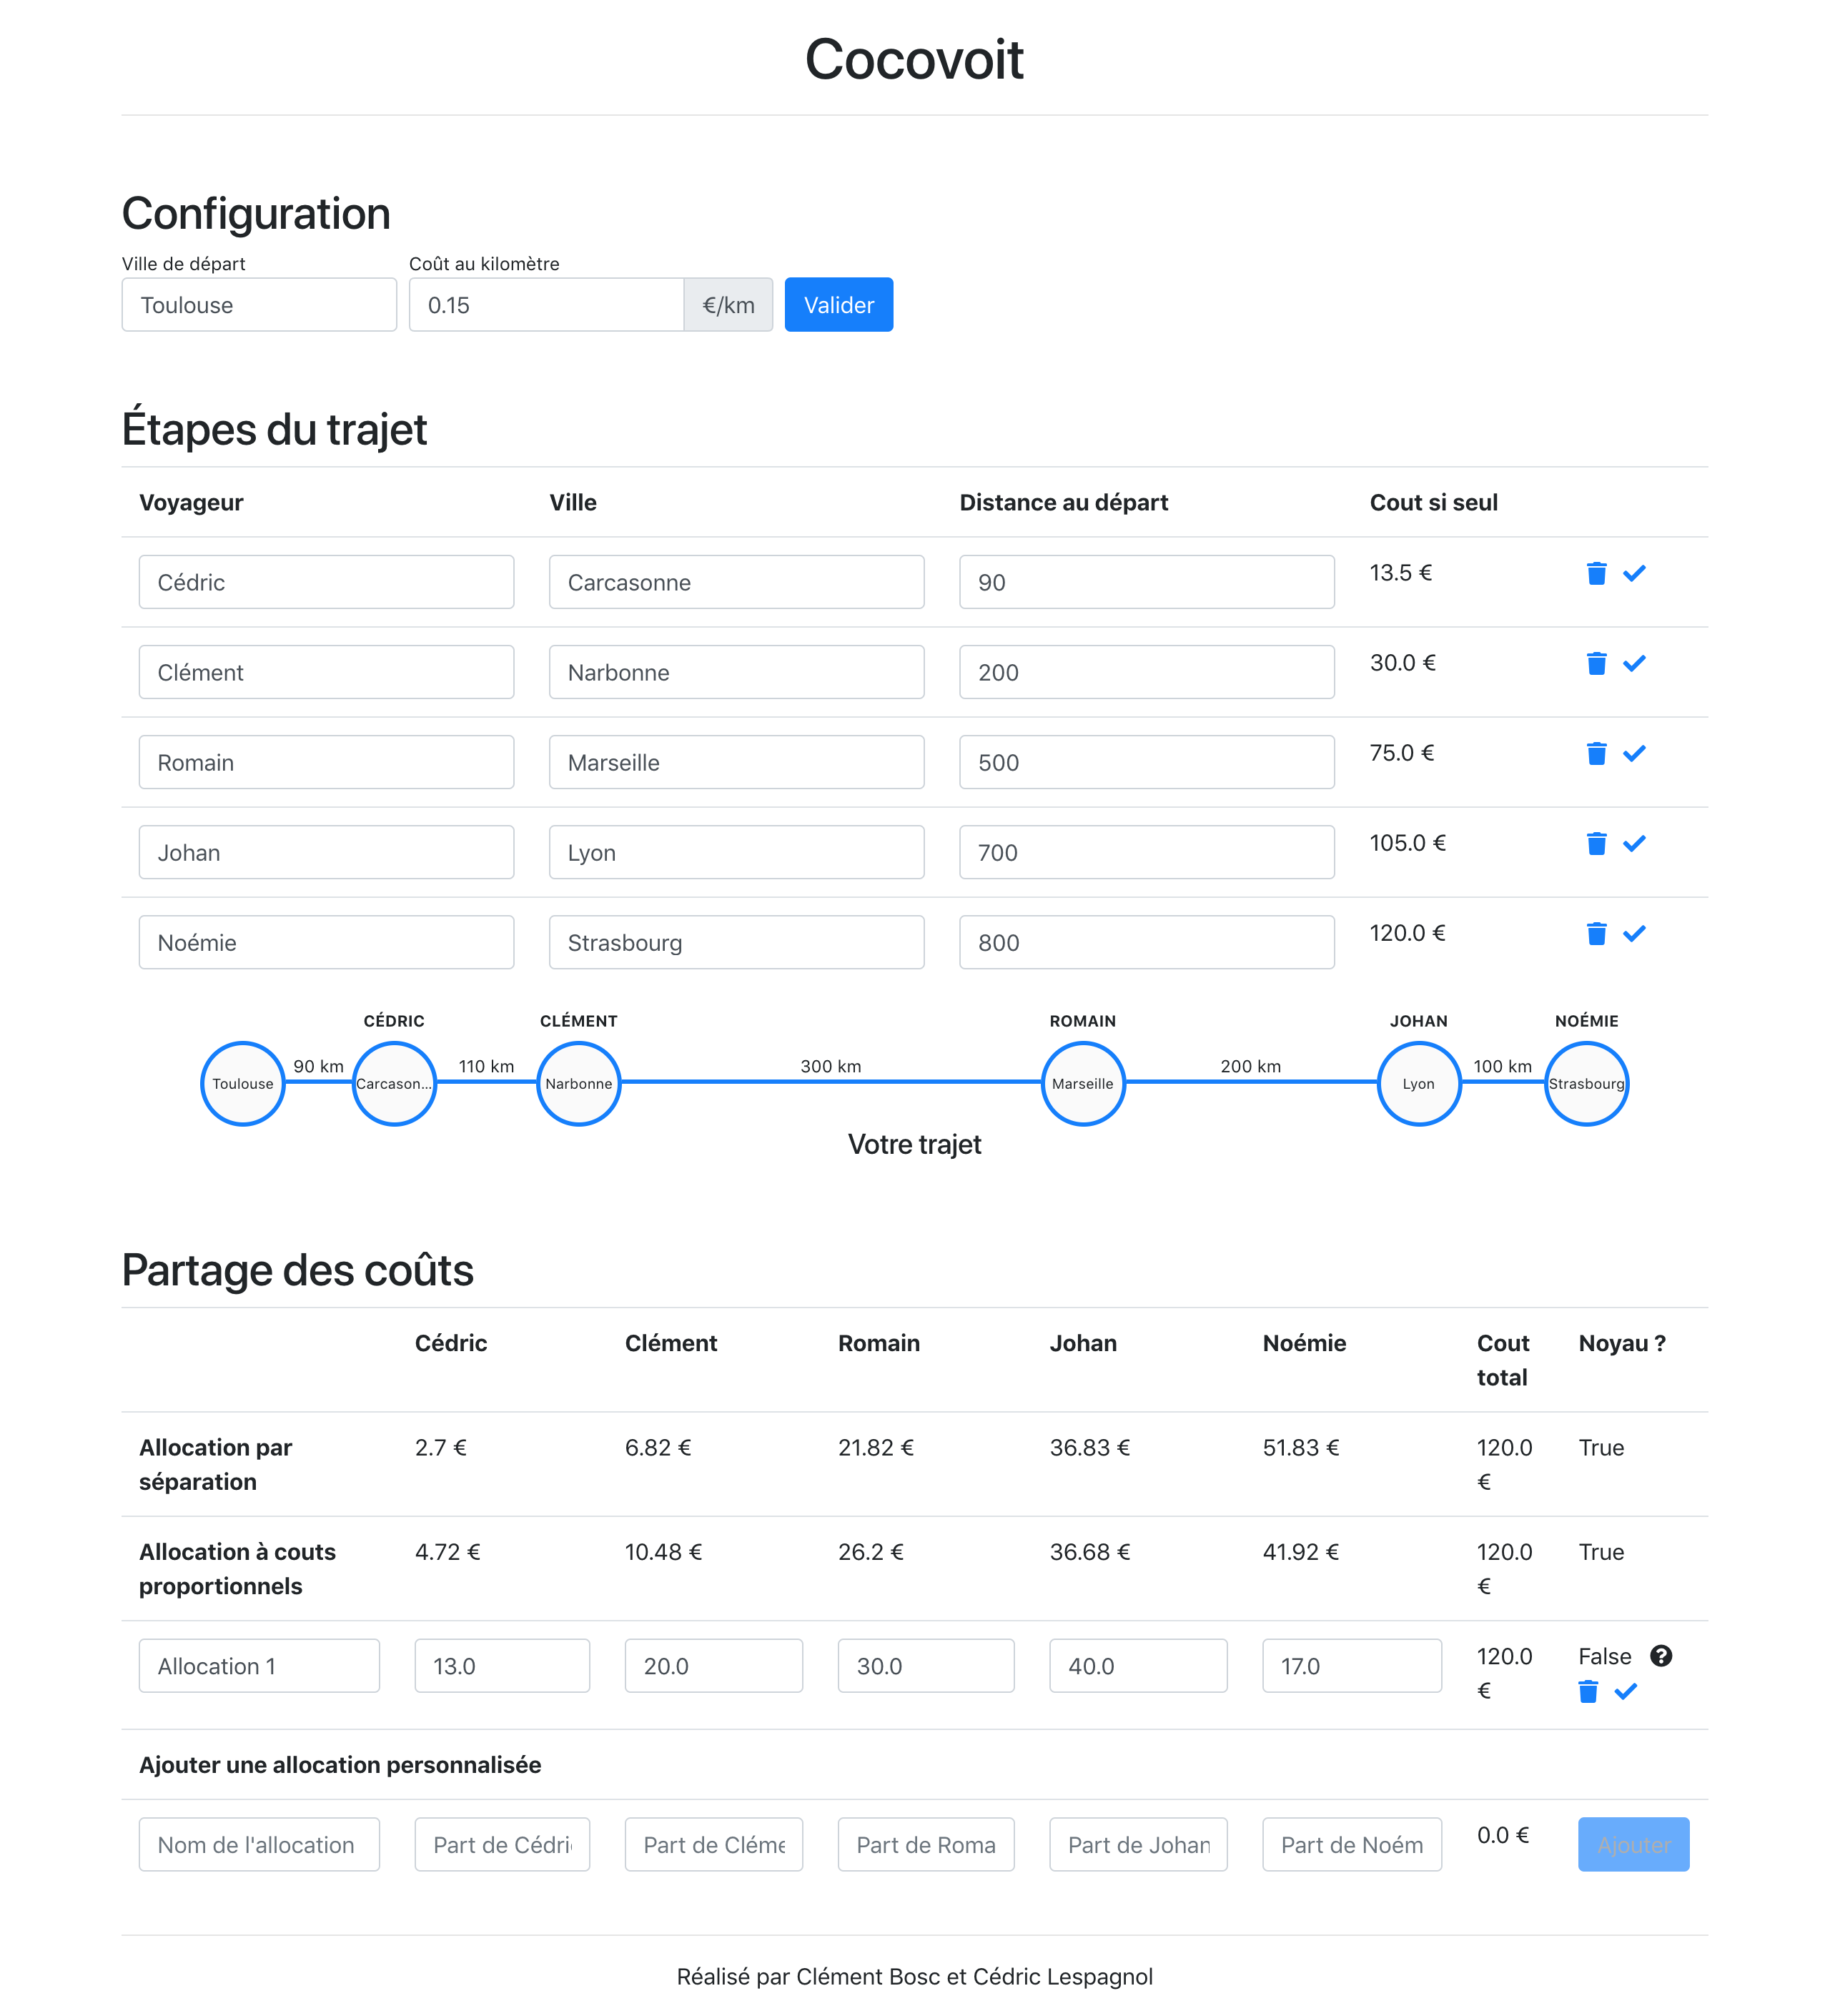 Cocovoit
Configuration
Ville de départ Coût au kilomètre
Toulouse 0.15 €/km Valider
Étapes du trajet
Voyageur Ville Distance au départ Cout si seul
Cédric Carcasonne 90 13.5 €
Clément Narbonne 200 30.0 €
Romain Marseille 500 75.0 €
Johan Lyon 700 105.0 €
Noémie Strasbourg 800 120.0 €
CÉDRIC CLÉMENT ROMAIN JOHAN NOÉMIE
90 km 110 km 300 km 200 km 100 km
Toulouse Carcason... Narbonne Marseille Lyon Strasbourg
Votre trajet
Partage des coûts
Cédric Clément Romain Johan Noémie Cout Noyau ?
total
Allocation par 2.7 € 6.82 € 21.82 € 36.83 € 51.83 € 120.0 True
séparation €
Allocation à couts 4.72 € 10.48 € 26.2 € 36.68 € 41.92 € 120.0 True
proportionnels €
Allocation 1 13.0 20.0 30.0 40.0 17.0 120.0 False ?
€
Ajouter une allocation personnalisée
Nom de l'allocation Part de Cédri Part de Cléme Part de Roma Part de Johan Part de Noém 0.0 € Ajouter
Réalisé par Clément Bosc et Cédric Lespagnol